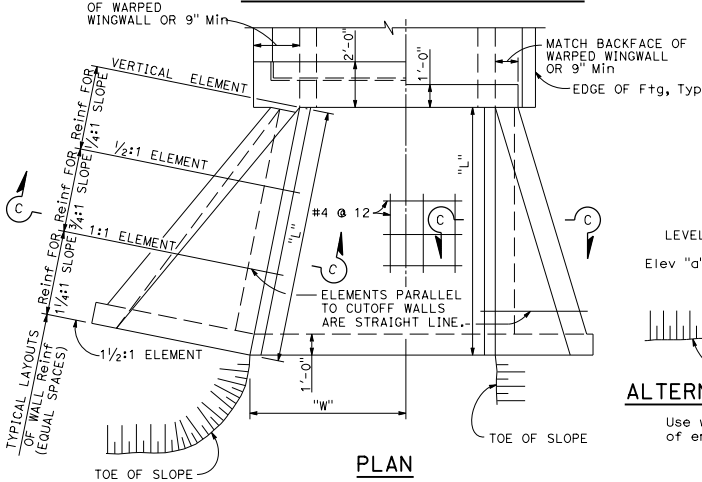 OF WARPED
WINGWALL OR 9" Min
2'-0"
1'-0"
MATCH BACKFACE OF
WARPED WINGWALL
OR 9" Min
EDGE OF Ftg, Typ
VERTICAL ELEMENT
Reinf FOR
1/4:1 SLOPE
1/2:1 ELEMENT
Reinf FOR
3/4:1 SLOPE
1:1 ELEMENT
Reinf FOR
1 1/4:1 SLOPE
1 1/2:1 ELEMENT
TYPICAL LAYOUTS
OF WALL Reinf
(EQUAL SPACES)
C
C
C
C
"L"
"L"
#4 @ 12
ELEMENTS PARALLEL
TO CUTOFF WALLS
ARE STRAIGHT LINE.
1'-0"
"W"
TOE OF SLOPE
TOE OF SLOPE
PLAN
LEVEL
Elev "a"
ALTERN
Use w
of en